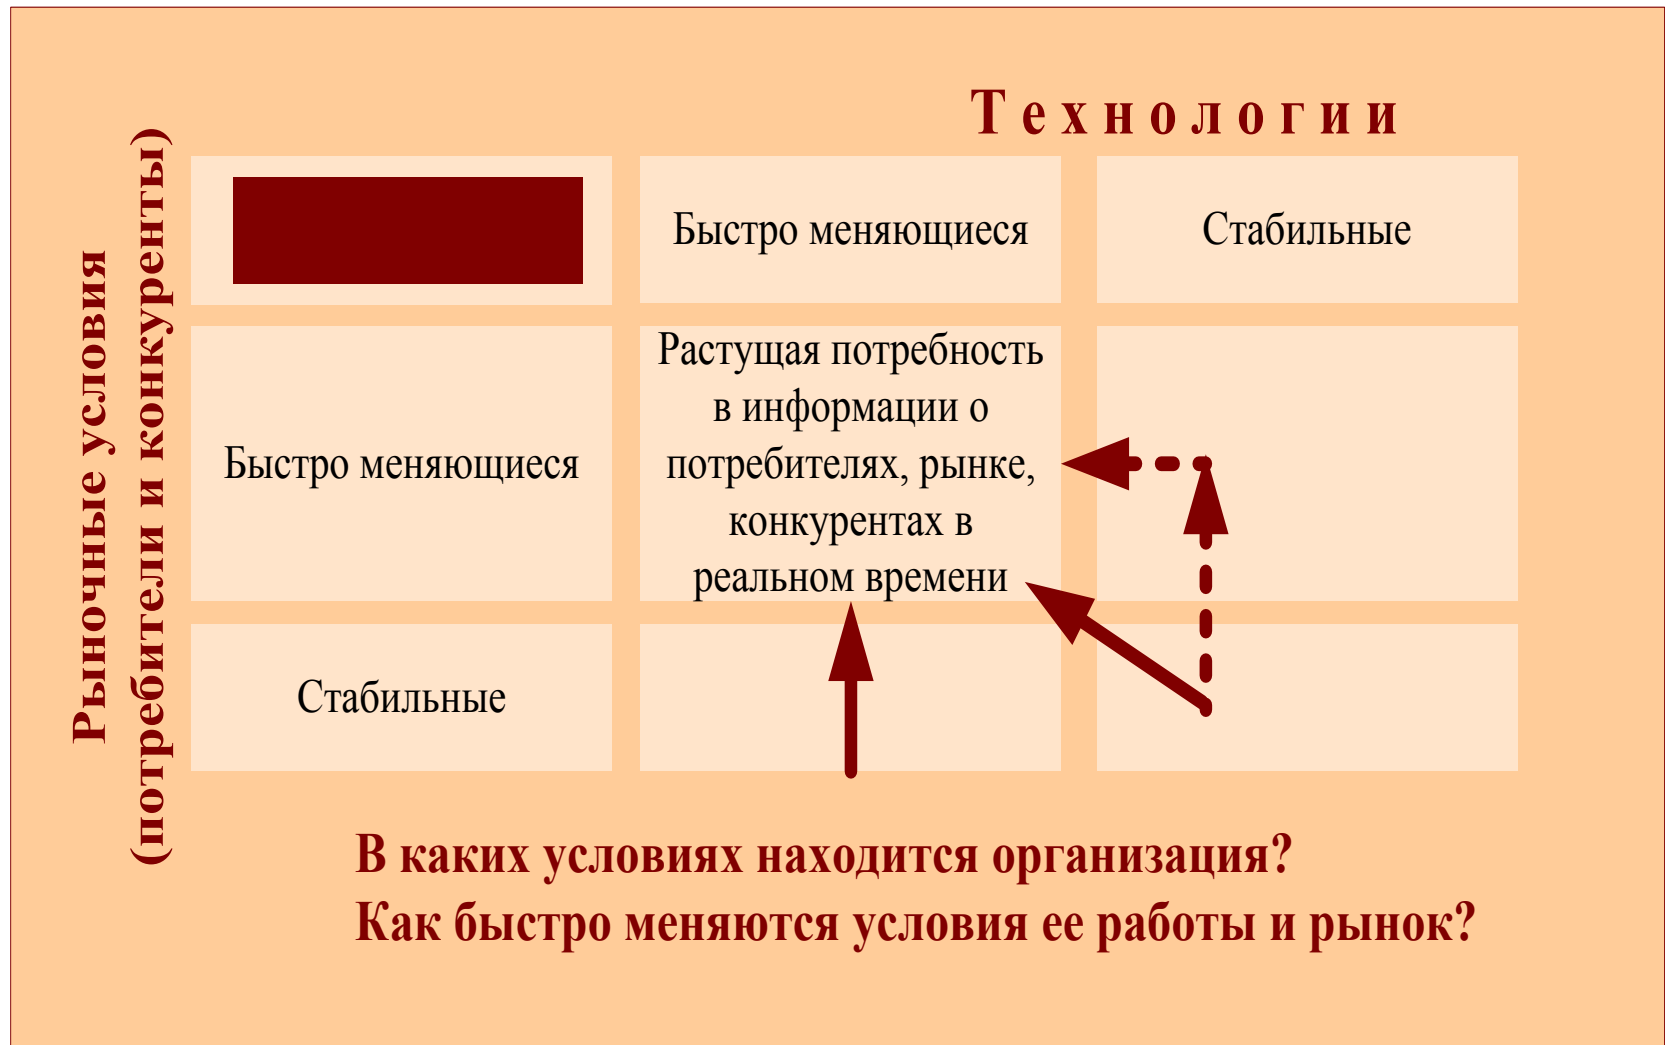 Технологии
Рыночные условия
(потребители и конкуренты)
Быстро меняющиеся
Стабильные
Быстро меняющиеся
Растущая потребность
в информации о
потребителях, рынке,
конкурентах в
реальном времени
Стабильные
В каких условиях находится организация?
Как быстро меняются условия ее работы и рынок?